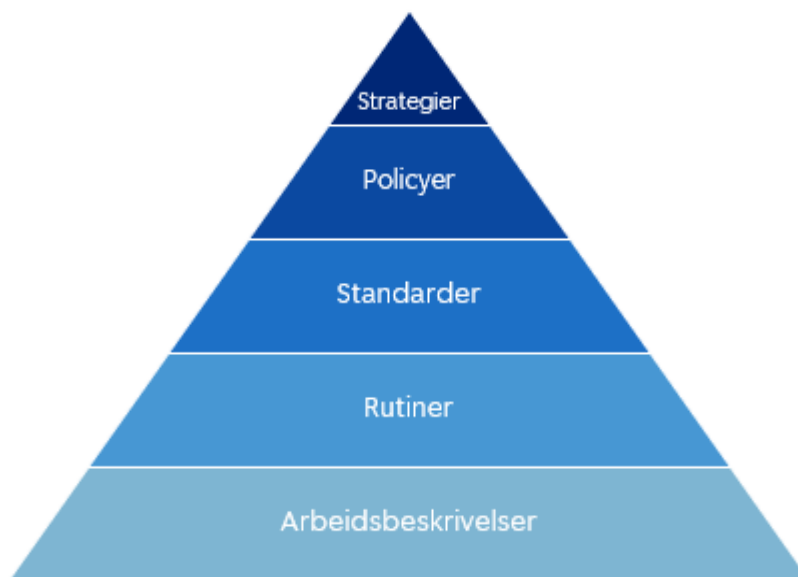 Strategier
Policyer
Standarder
Rutiner
Arbeidsbeskrivelser